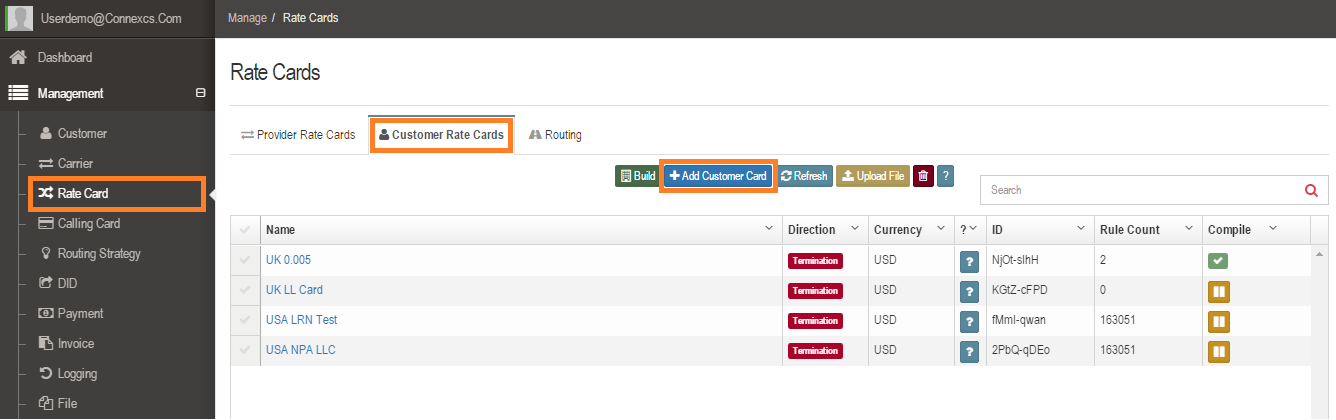 Userdemo@Connexcs.Com
Manage / Rate Cards
Dashboard
Management
Customer
Carrier
Rate Card
Calling Card
Routing Strategy
DID
Payment
Invoice
Logging
File
Rate Cards
Provider Rate Cards Customer Rate Cards Routing
Build + Add Customer Card Refresh Upload File ?
Search
Name Direction Currency ? ID Rule Count Compile
UK 0.005 Termination USD ? NjOt-slhH 2
UK LL Card Termination USD ? KGtZ-cFPD 0
USA LRN Test Termination USD ? fMmI-qwan 163051
USA NPA LLC Termination USD ? 2PbQ-qDEo 163051